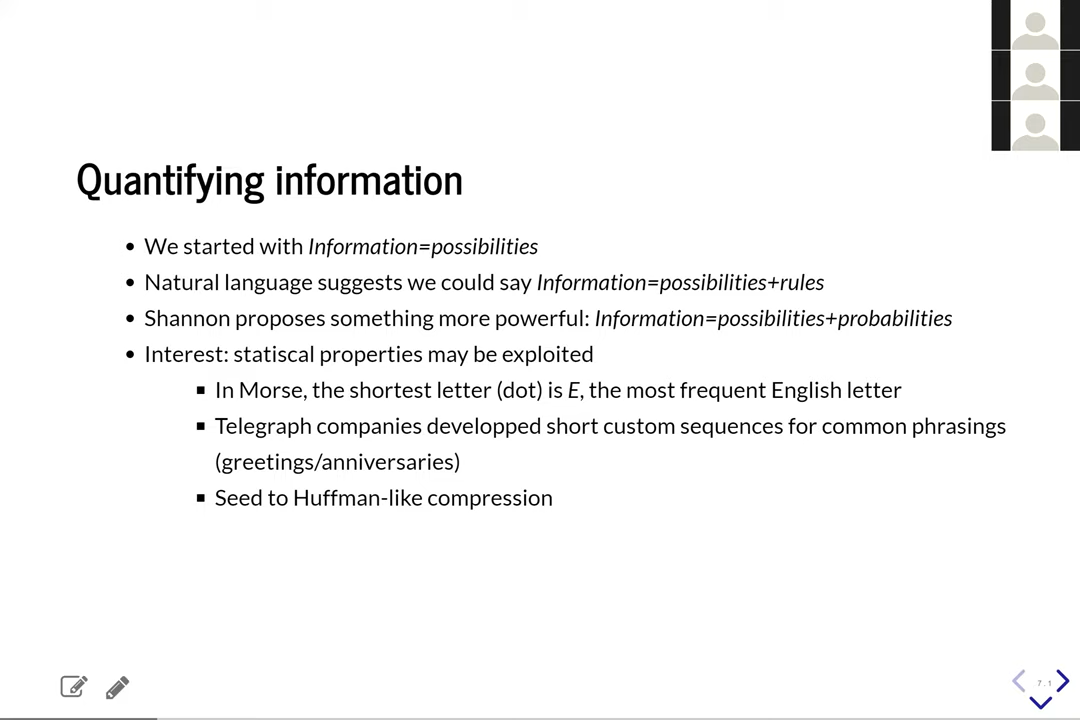 Quantifying information
• We started with Information=possibilities
• Natural language suggests we could say Information=possibilities+rules
• Shannon proposes something more powerful: Information=possibilities+probabilities
• Interest: statiscal properties may be exploited
▪ In Morse, the shortest letter (dot) is E, the most frequent English letter
▪ Telegraph companies developped short custom sequences for common phrasings
(greetings/anniversaries)
▪ Seed to Huffman-like compression
7.1